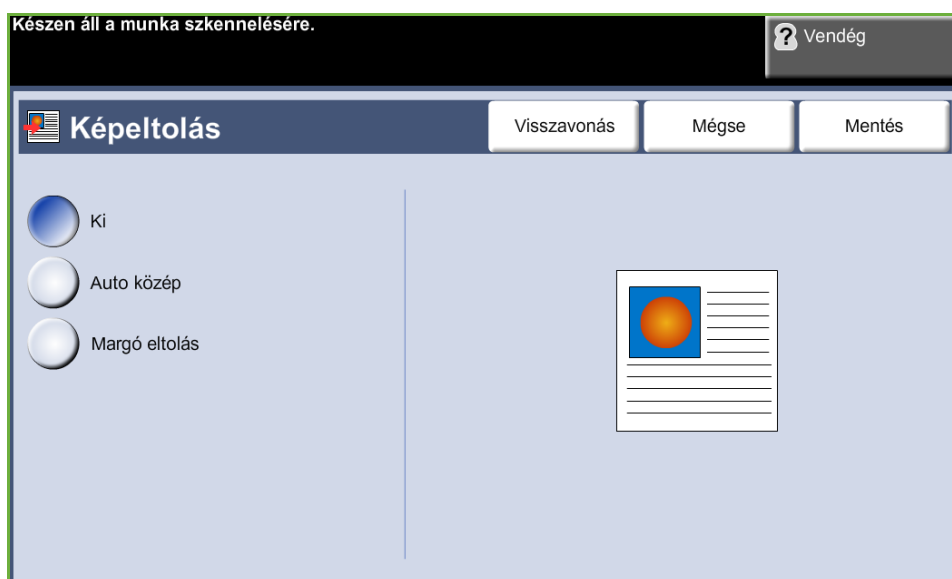 Készen áll a munka szkennelésére.
? Vendég
Képeltolás
Visszavonás
Mégse
Mentés
Ki
Auto közép
Margó eltolás